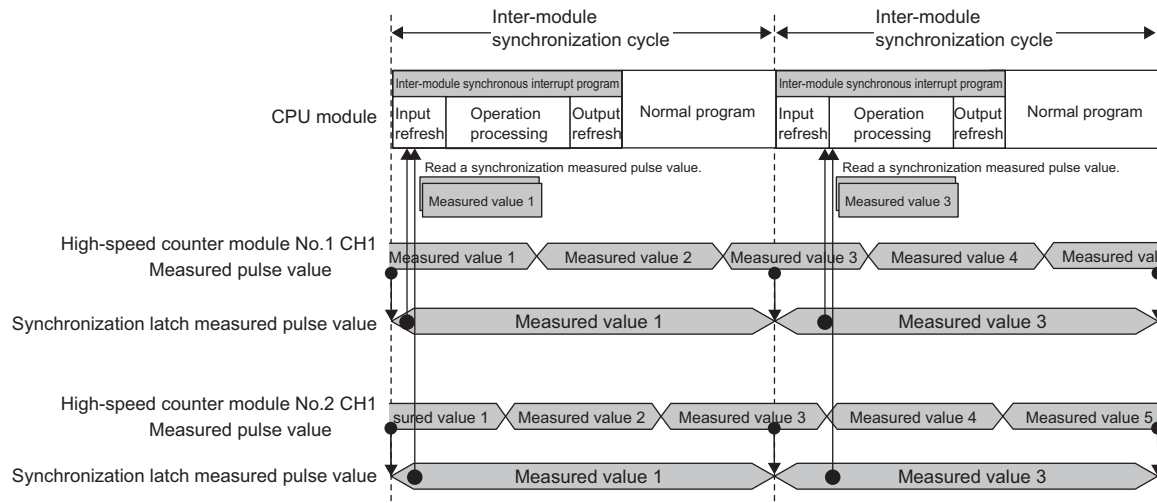 Inter-module
synchronization cycle
Inter-module
synchronization cycle
CPU module
Inter-module synchronous interrupt program
Input
refresh
Operation
processing
Output
refresh
Normal program
Inter-module synchronous interrupt program
Input
refresh
Operation
processing
Output
refresh
Normal program
Read a synchronization measured pulse value.
Measured value 1
Read a synchronization measured pulse value.
Measured value 3
High-speed counter module No.1 CH1
Measured pulse value
Measured value 1
Measured value 2
Measured value 3
Measured value 4
Measured val
Synchronization latch measured pulse value
Measured value 1
Measured value 3
High-speed counter module No.2 CH1
Measured pulse value
sured value 1
Measured value 2
Measured value 3
Measured value 4
Measured value 5
Synchronization latch measured pulse value
Measured value 1
Measured value 3